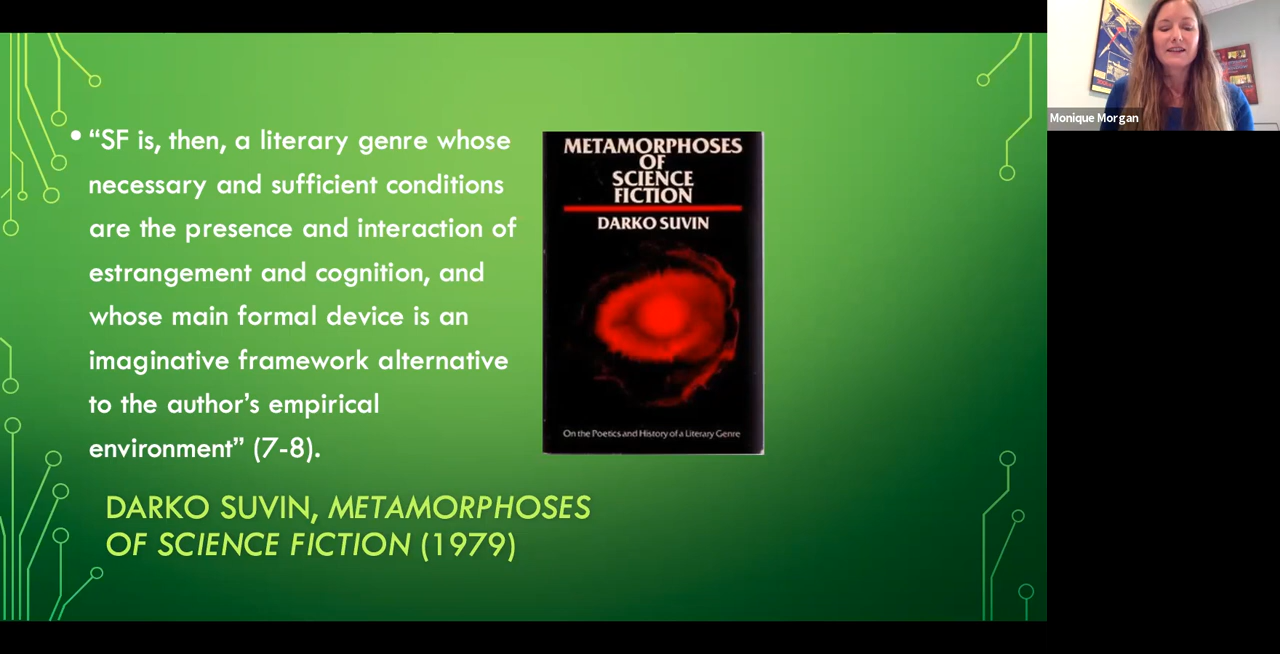 • “SF is, then, a literary genre whose
necessary and sufficient conditions
are the presence and interaction of
estrangement and cognition, and
whose main formal device is an
imaginative framework alternative
to the author’s empirical
environment” (7-8).
METAMORPHOSES
OF
SCIENCE
FICTION
DARKO SUVIN
On the Poetics and History of a Literary Genre
DARKO SUVIN, METAMORPHOSES
OF SCIENCE FICTION (1979)
Monique Morgan